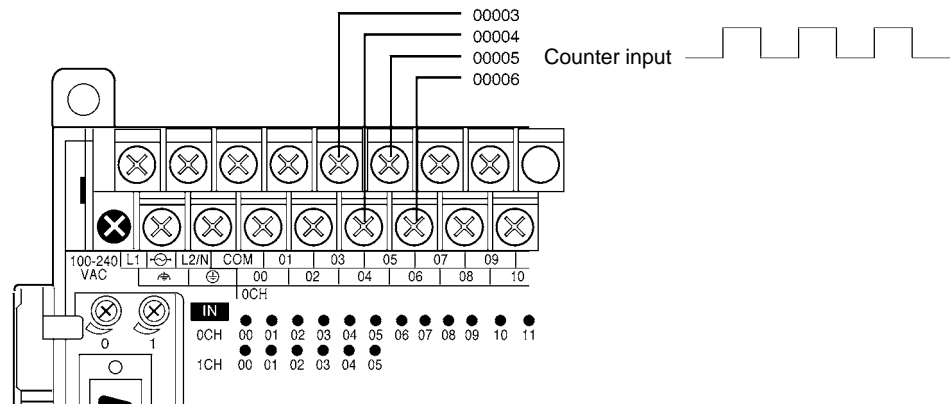 00003
00004
00005
00006
Counter input
100-240
VAC
L1
L2/N
COM
01
03
05
07
09
00
02
04
06
08
10
0CH
IN
0CH 00 01 02 03 04 05 06 07 08 09 10 11
1CH 00 01 02 03 04 05
0 1